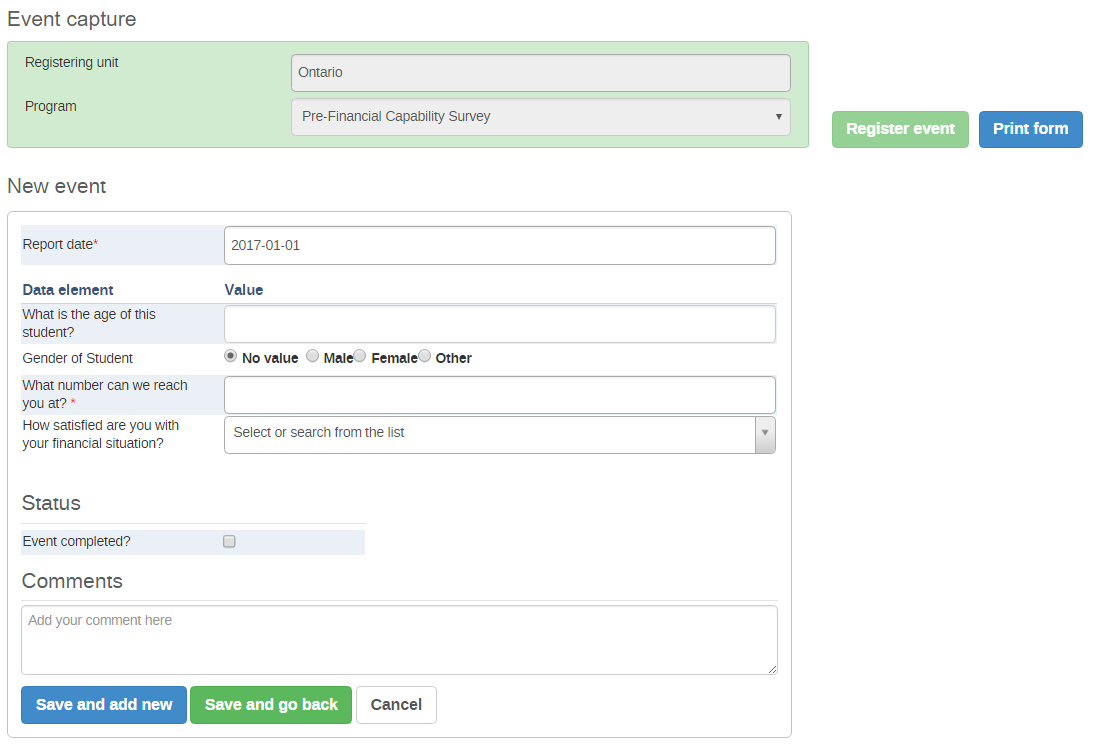 Event capture
Registering unit
Ontario
Program
Pre-Financial Capability Survey
Register event
Print form
New event
Report date*
2017-01-01
Data element Value
What is the age of this
student?
Gender of Student
No value Male Female Other
What number can we reach
you at? *
How satisfied are you with
your financial situation?
Select or search from the list
Status
Event completed?
Comments
Add your comment here
Save and add new Save and go back Cancel